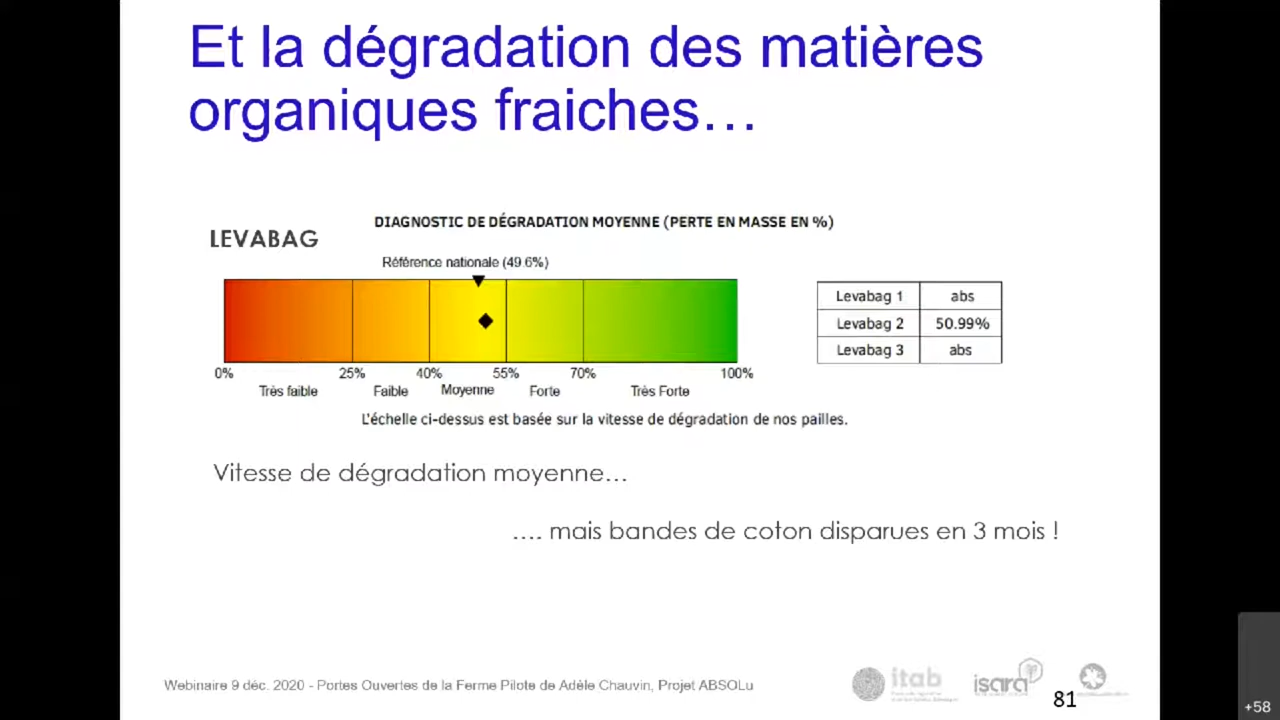 Et la dégradation des matières
organiques fraiches…
DIAGNOSTIC DE DÉGRADATION MOYENNE (PERTE EN MASSE EN %)
LEVABAG
Référence nationale (49.6%)
Levabag 1 abs
Levabag 2 50.99%
Levabag 3 abs
0% 25% 40% 55% 70% 100%
Très faible Faible Moyenne Forte Très Forte
L'échelle ci-dessus est basée sur la vitesse de dégradation de nos pailles.
Vitesse de dégradation moyenne…
…. mais bandes de coton disparues en 3 mois !
Webinaire 9 déc. 2020 - Portes Ouvertes de la Ferme Pilote de Adèle Chauvin, Projet ABSOLu
itab
isara
81
+58